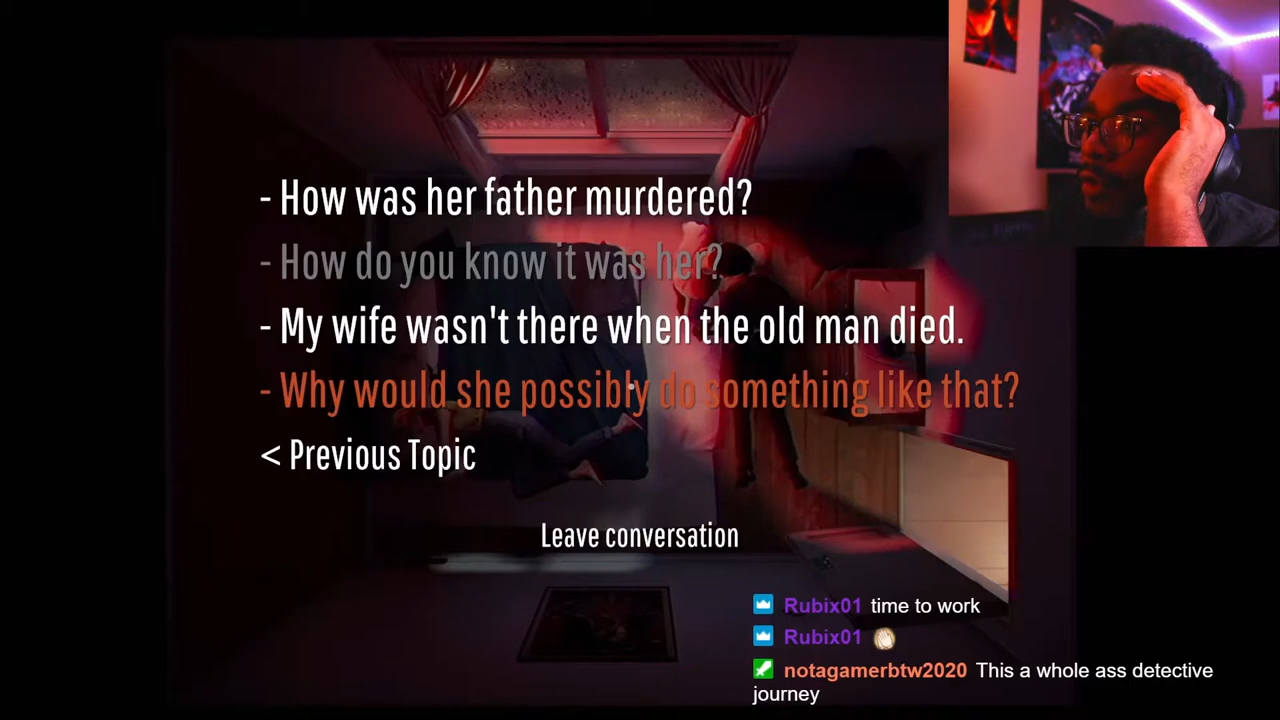 - How was her father murdered?
- How do you know it was her?
- My wife wasn't there when the old man died.
- Why would she possibly do something like that?
< Previous Topic
Leave conversation
Rubix01 time to work
Rubix01
notagamerbtw2020 This a whole ass detective
journey